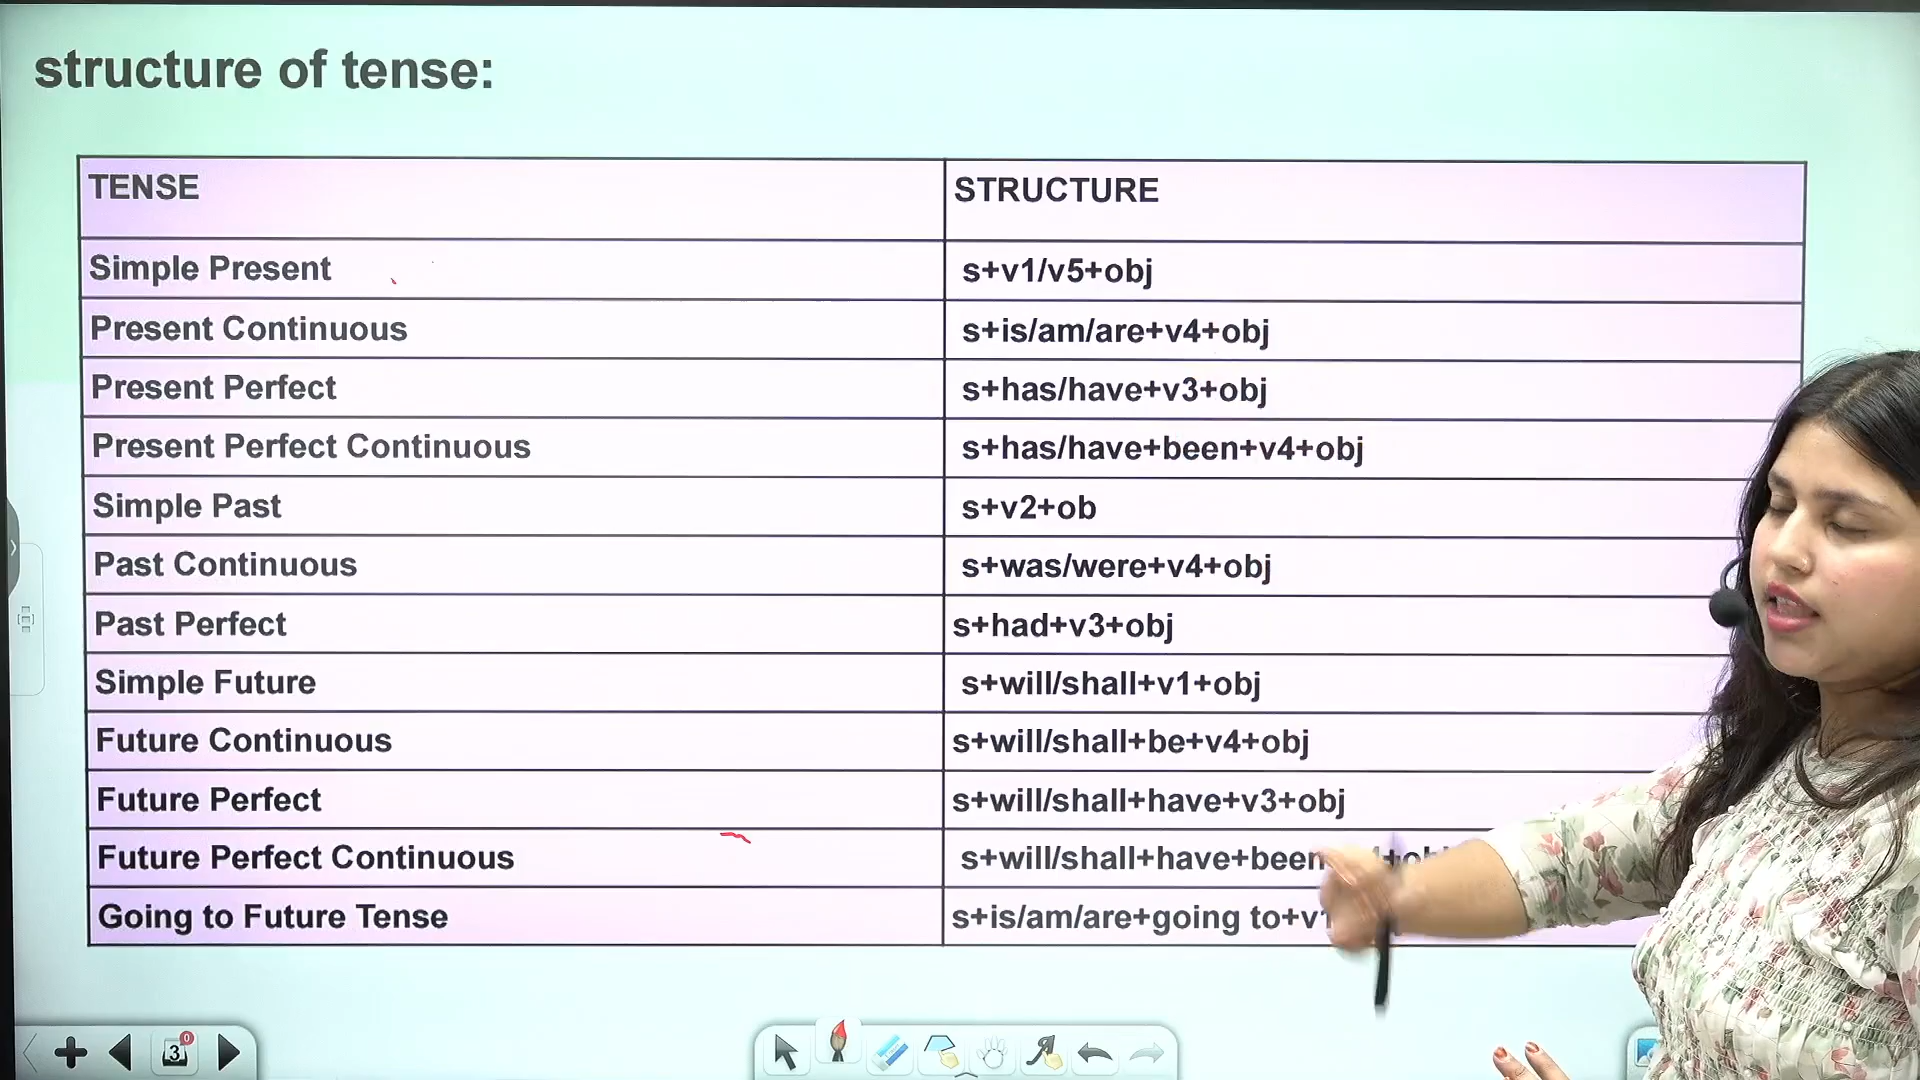 structure of tense:
TENSE STRUCTURE
Simple Present s+v1/v5+obj
Present Continuous s+is/am/are+v4+obj
Present Perfect s+has/have+v3+obj
Present Perfect Continuous s+has/have+been+v4+obj
Simple Past s+v2+ob
Past Continuous s+was/were+v4+obj
Past Perfect s+had+v3+obj
Simple Future s+will/shall+v1+obj
Future Continuous s+will/shall+be+v4+obj
Future Perfect s+will/shall+have+v3+obj
Future Perfect Continuous s+will/shall+have+been
Going to Future Tense s+is/am/are+going to+v1
3 0